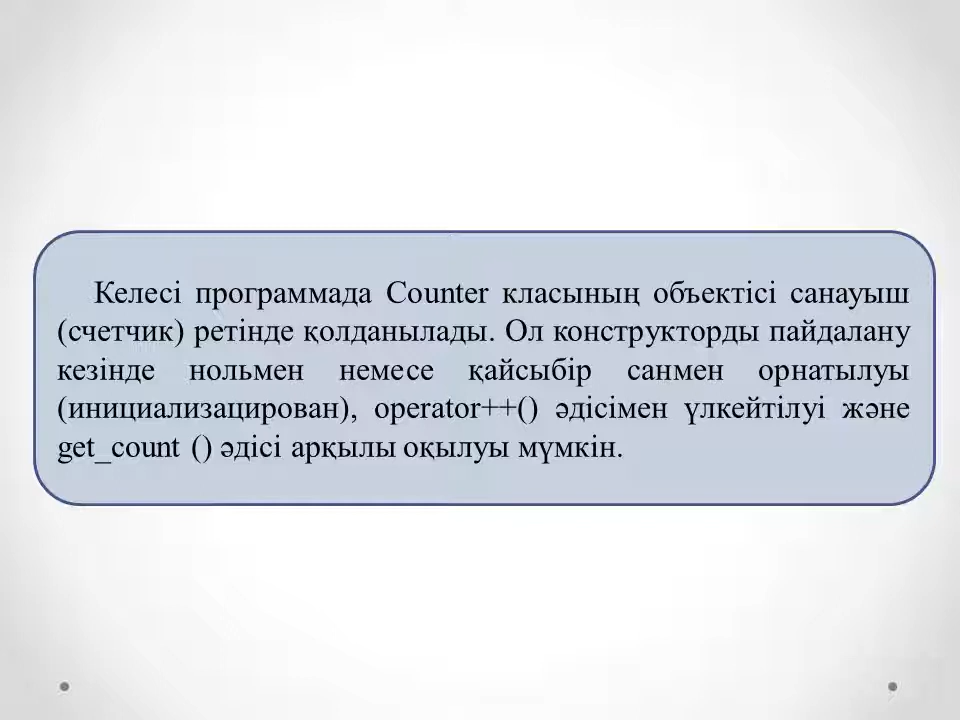 Келесі программада Counter класының объектісі санауыш
(счетчик) ретінде қолданылады. Ол конструкторды пайдалану
кезінде нольмен немесе қайсыбір санмен орнатылуы
(инициализацирован), operator++() әдісімен үлкейтілуі және
get_count () әдісі арқылы оқылуы мүмкін.